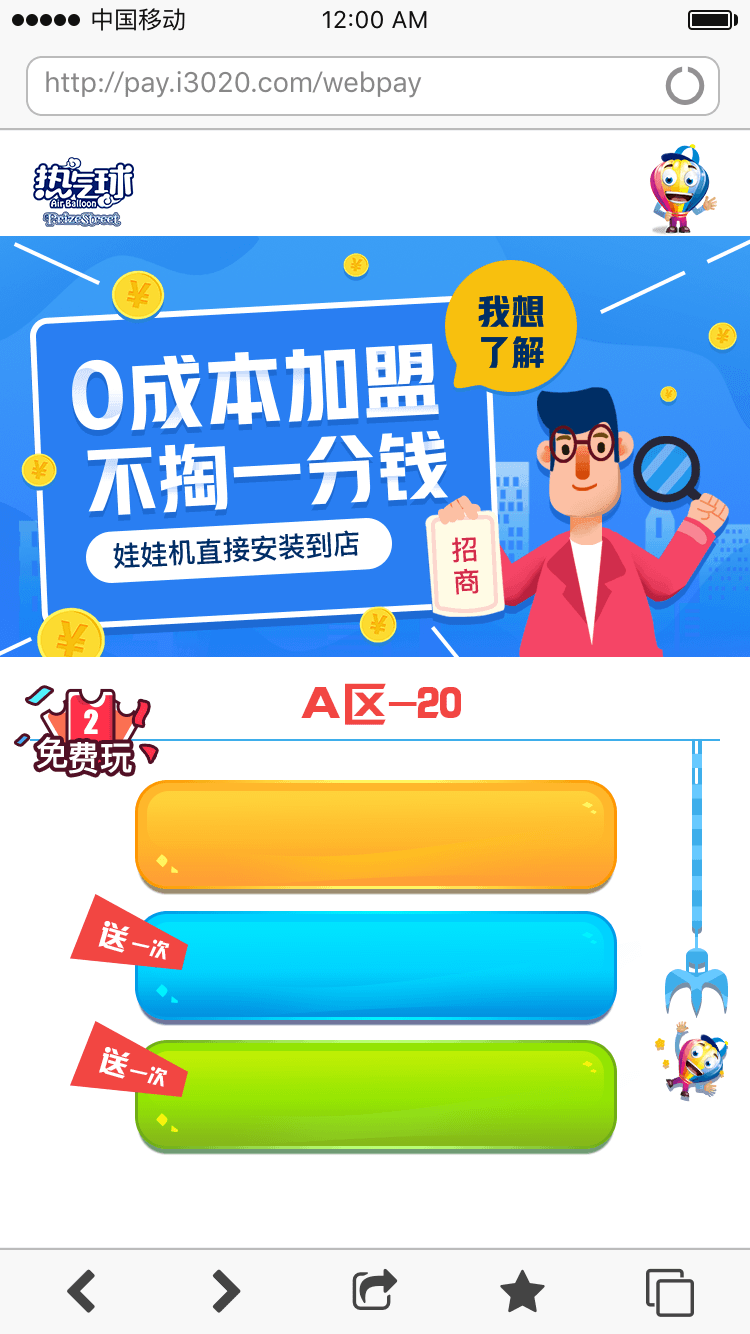 中国移动 12:00 AM
http://pay.i3020.com/webpay
热气球
Air Balloon
PrizeStreet
我想
了解
0成本加盟
不掏一分钱
娃娃机直接安装到店
招
商
A区-20
2
免费玩
送一次
送一次